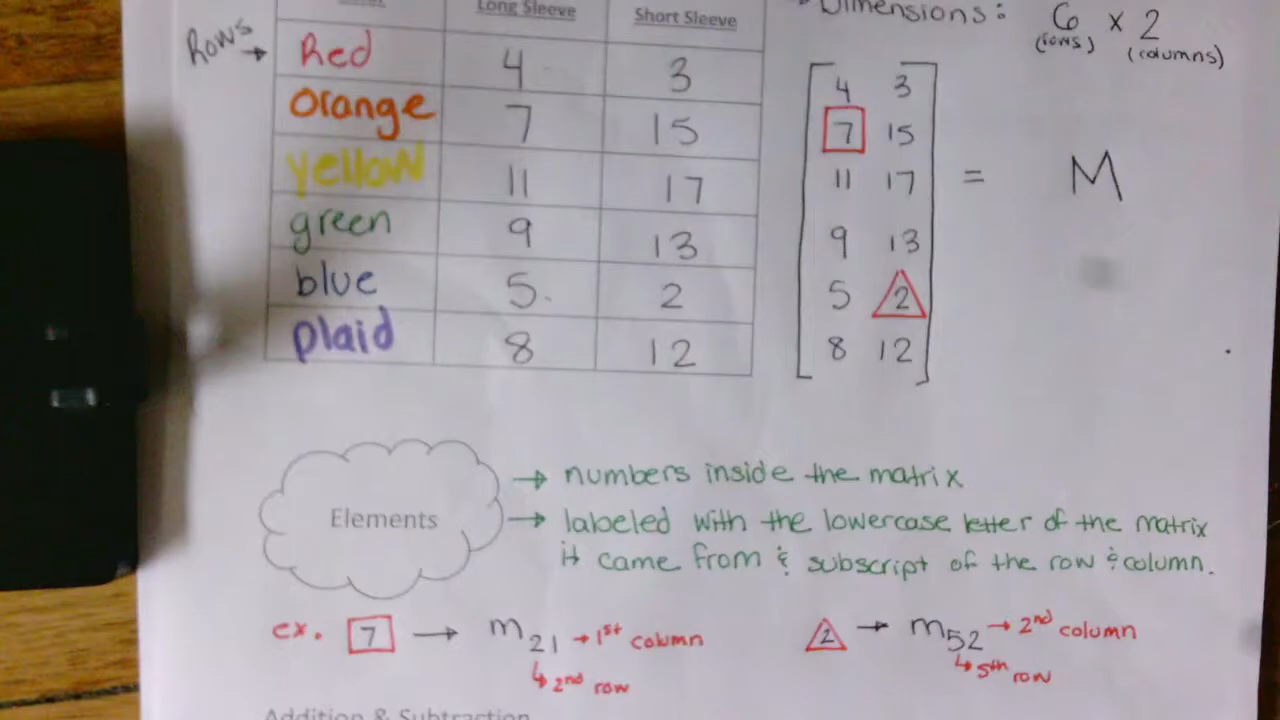 Long Sleeve Short Sleeve
Dimensions: 6 x 2
(rows) (columns)
Rows →
Red 4 3
orange 7 15
yellow 11 17
green 9 13
blue 5 2
plaid 8 12
4 3
7 15
11 17 = M
9 13
5 2
8 12
Elements
→ numbers inside the matrix
→ labeled with the lowercase letter of the matrix
it came from & subscript of the row & column.
ex. 7 → m21 → 1st column
↳ 2nd row
2 → m52 → 2nd column
↳ 5th row
Addition & Subtraction